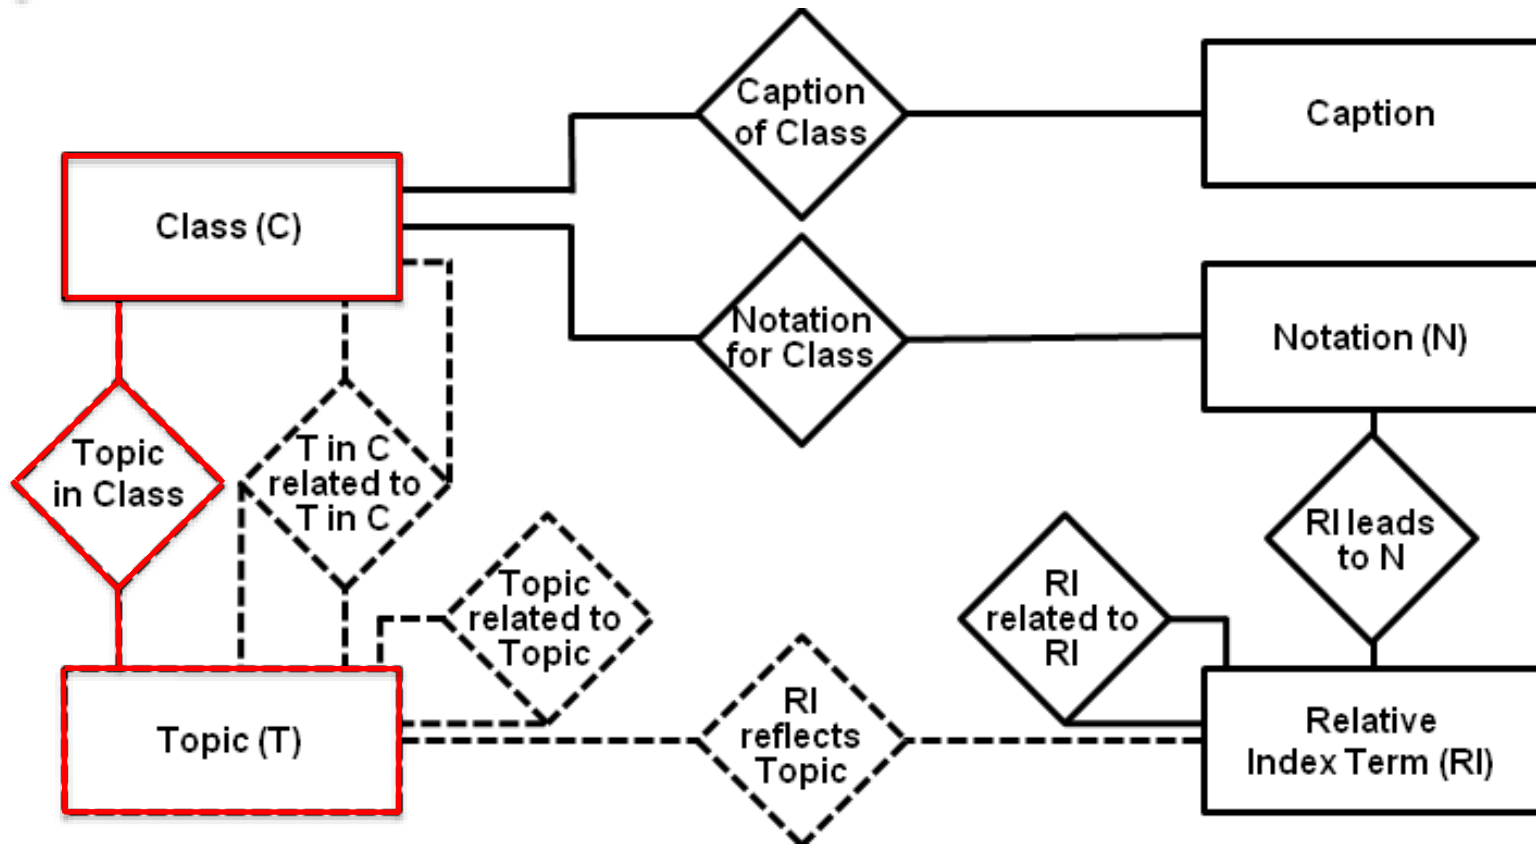 Caption
of Class
Caption
Class (C)
Notation
for Class
Notation (N)
Topic
in Class
T in C
related to
T in C
RI leads
to N
Topic
related to
Topic
RI
related to
RI
RI
reflects
Topic
Topic (T)
Relative
Index Term (RI)